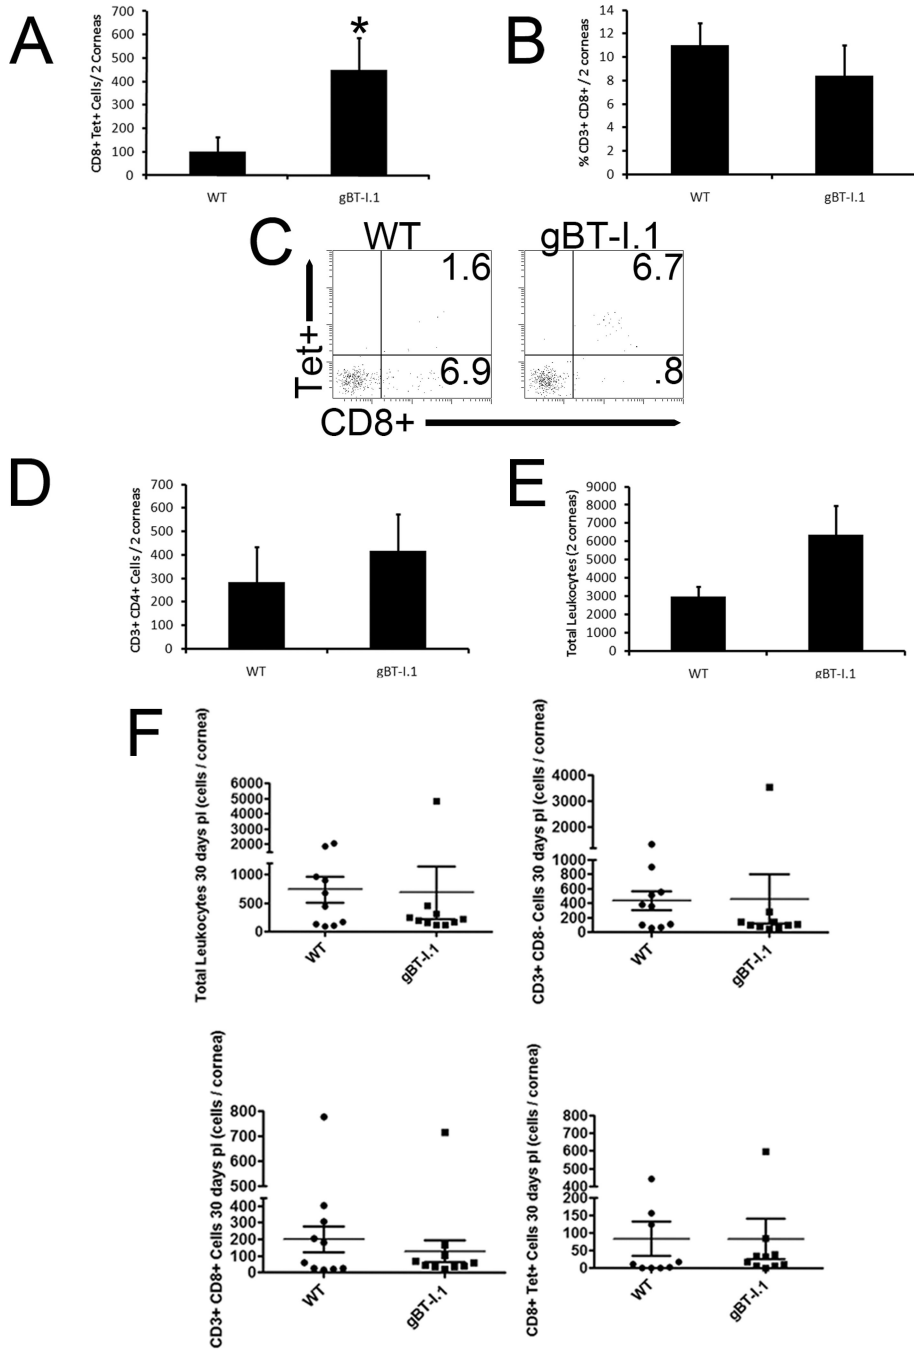 A
CD8+ Tet+ Cells/ 2 Corneas
700
600
500
400
300
200
100
0
*
WT
gBT-I.1
B
% CD3+ CD8+ / 2 corneas
14
12
10
8
6
4
2
0
WT
gBT-I.1
C
WT
gBT-I.1
1.6
6.9
6.7
.8
Tet+
CD8+
D
CD3+ CD4+ Cells / 2 corneas
700
600
500
400
300
200
100
0
WT
gBT-I.1
E
Total Leukocytes (2 corneas)
9000
8000
7000
6000
5000
4000
3000
2000
1000
0
WT
gBT-I.1
F
Total Leukocytes 30 days pI (cells / cornea)
6000
5000
4000
3000
2000
1000
500
0
WT
gBT-I.1
CD3+ CD8- Cells 30 days pI (cells / cornea)
4000
3000
2000
1000
800
600
400
200
0
WT
gBT-I.1
CD3+ CD8+ Cells 30 days pI (cells / cornea)
800
700
600
500
400
300
200
100
0
WT
gBT-I.1
CD8+ Tet+ Cells 30 days pI (cells / cornea)
800
700
600
500
400
200
150
100
50
0
WT
gBT-I.1